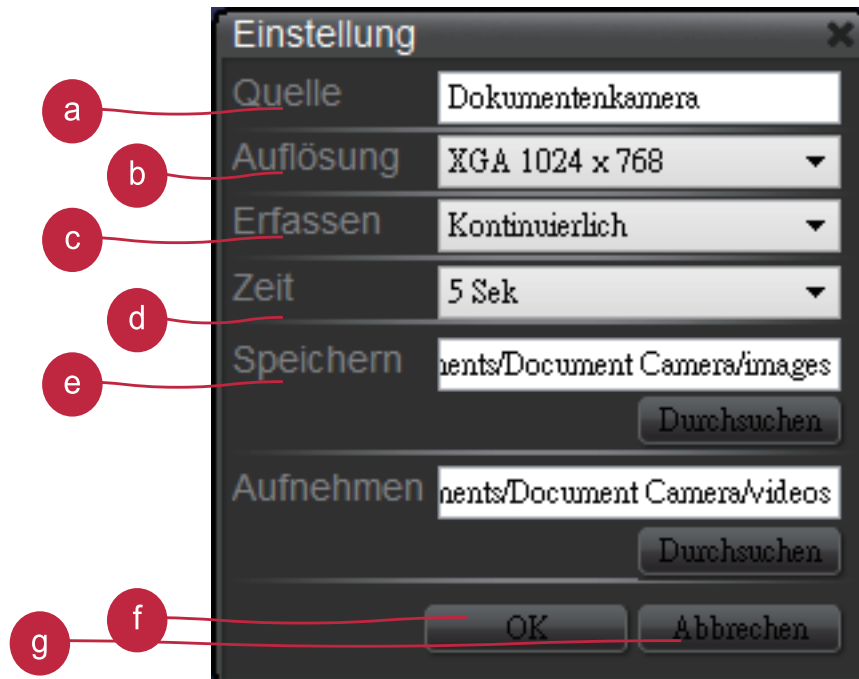 Einstellung
a Quelle Dokumentenkamera
b Auflösung XGA 1024 x 768
c Erfassen Kontinuierlich
d Zeit 5 Sek
e Speichern nents/Document Camera/images
Durchsuchen
Aufnehmen nents/Document Camera/videos
Durchsuchen
f OK Abbrechen
g